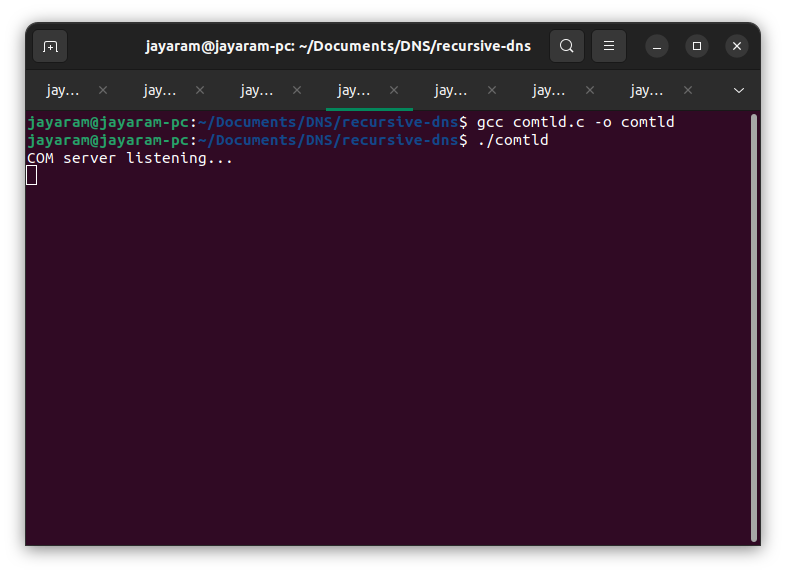 jayaram@jayaram-pc: ~/Documents/DNS/recursive-dns
jay... jay... jay... jay... jay... jay... jay...
jayaram@jayaram-pc:~/Documents/DNS/recursive-dns$ gcc comtld.c -o comtld
jayaram@jayaram-pc:~/Documents/DNS/recursive-dns$ ./comtld
COM server listening...